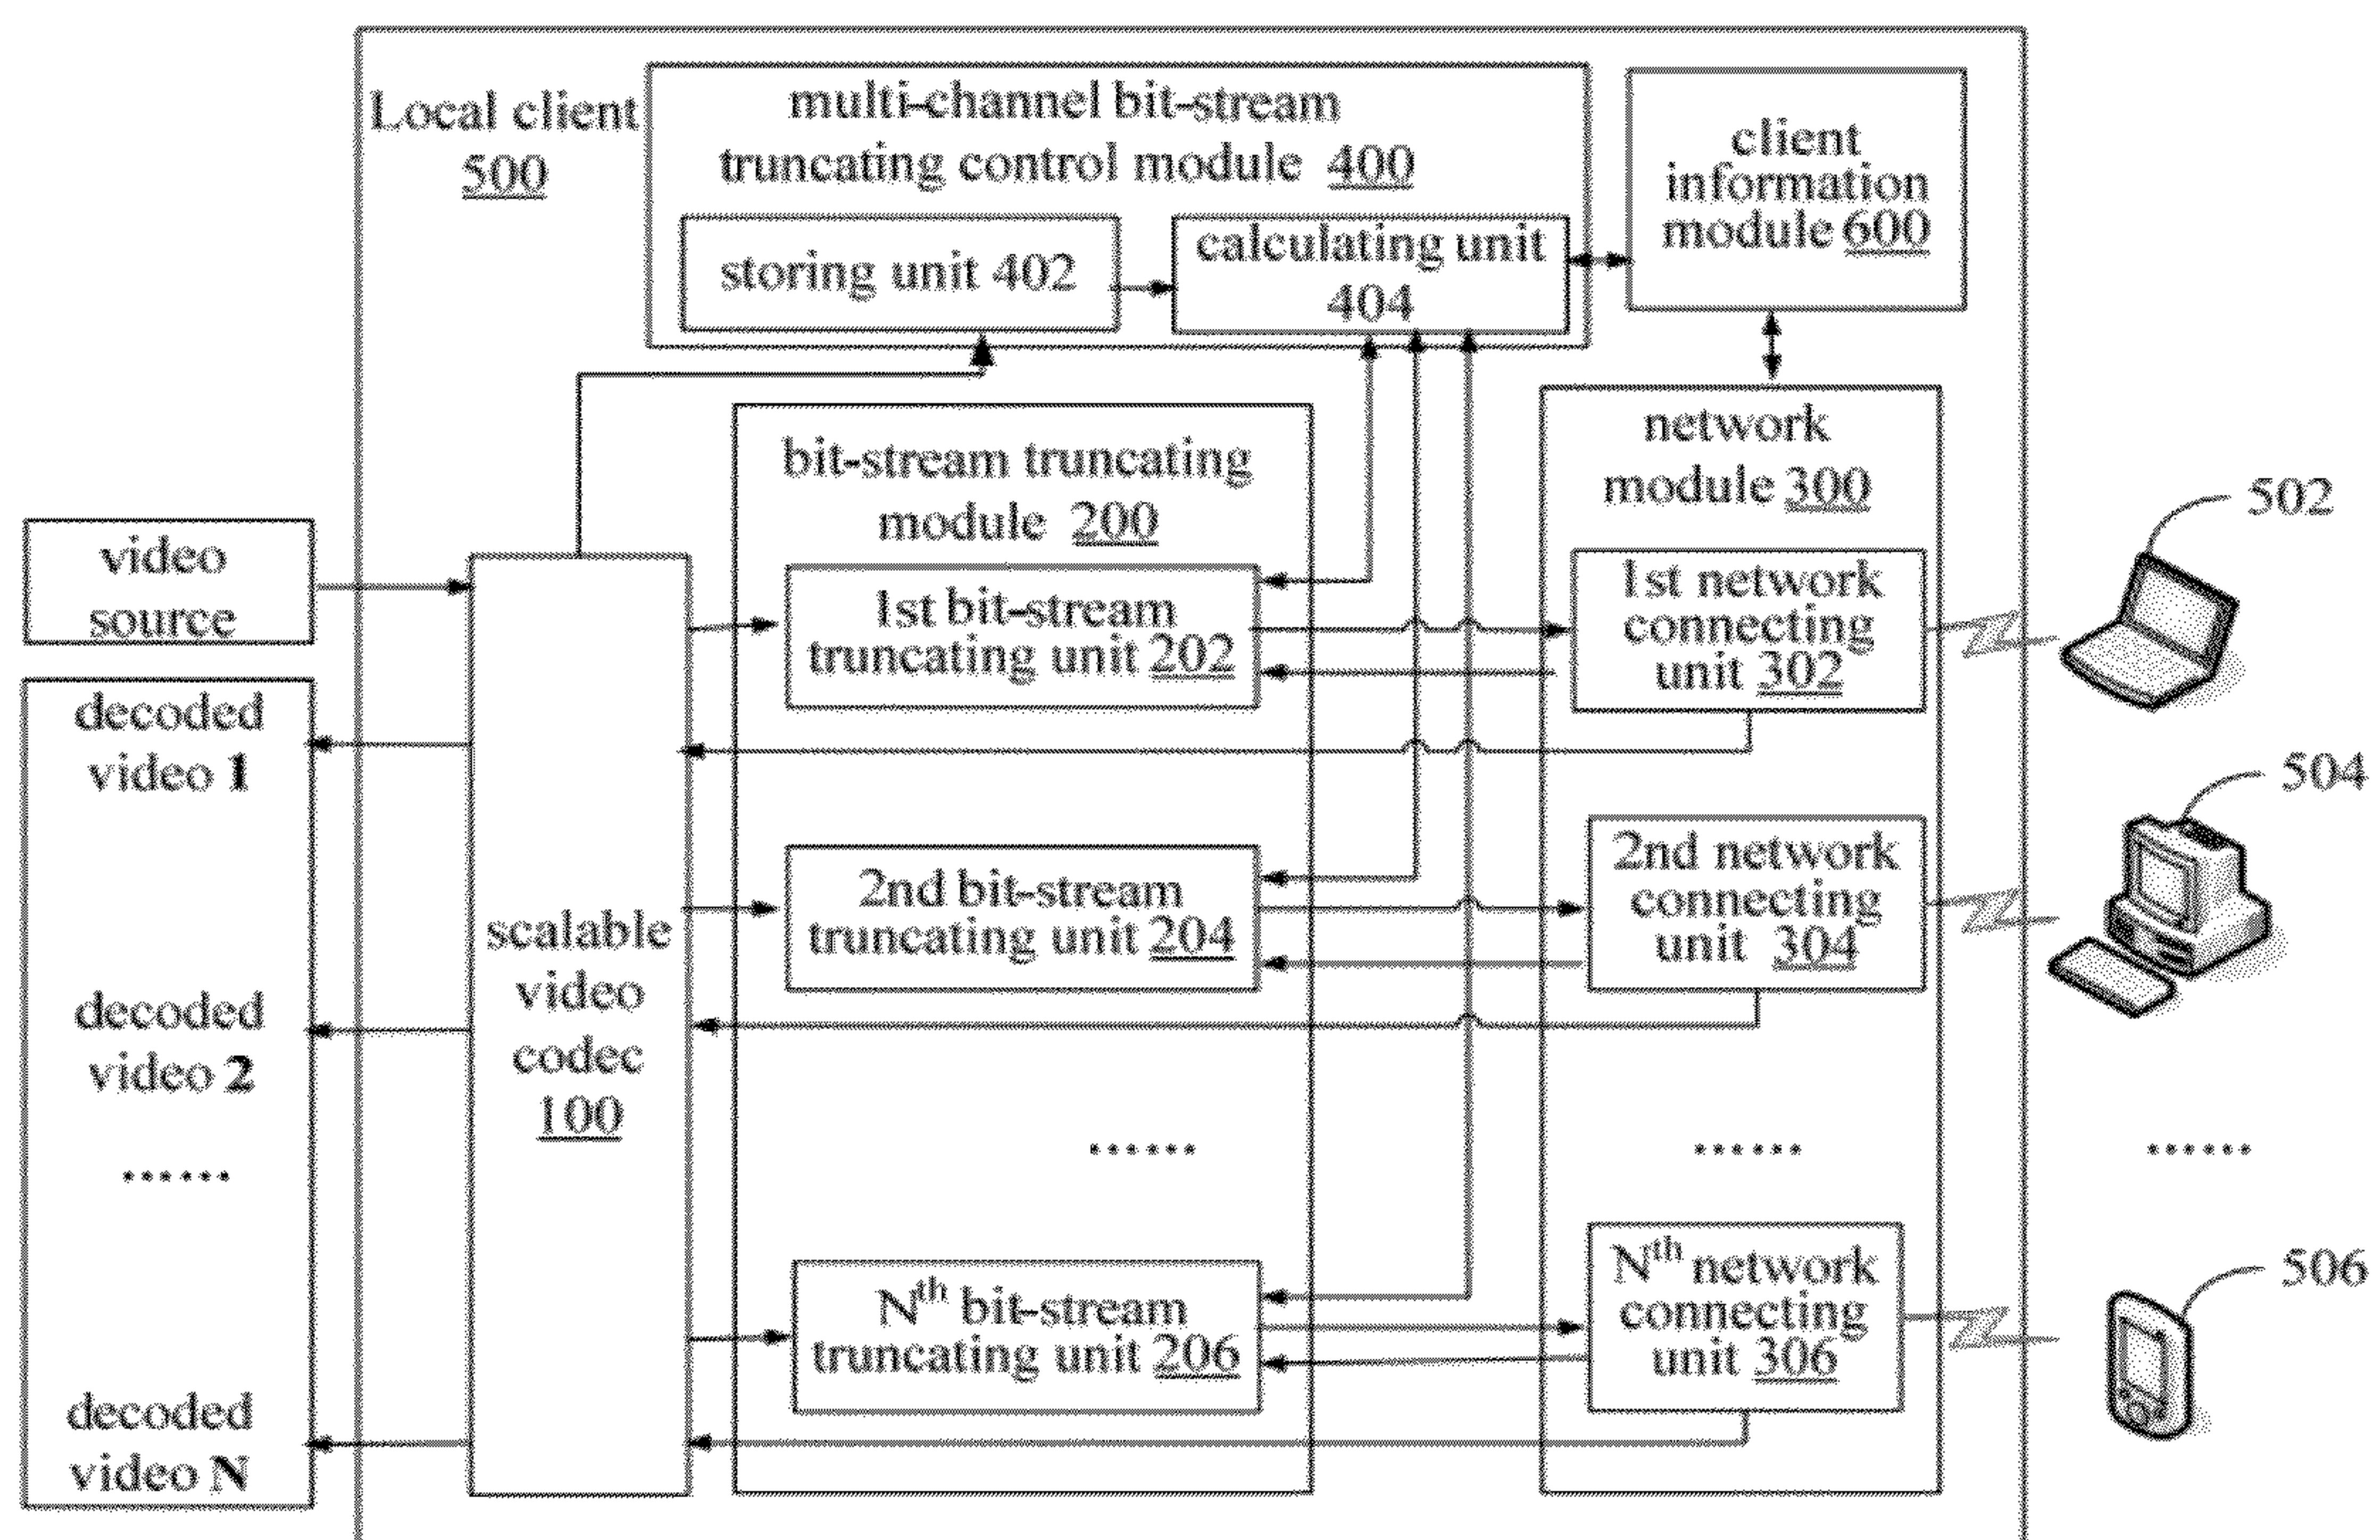 Local client
500
multi-channel bit-stream
truncating control module 400
storing unit 402
calculating unit
404
client
information
module 600
video
source
decoded
video 1
decoded
video 2
......
decoded
video N
scalable
video
codec
100
bit-stream truncating
module 200
1st bit-stream
truncating unit 202
2nd bit-stream
truncating unit 204
......
Nth bit-stream
truncating unit 206
network
module 300
1st network
connecting
unit 302
2nd network
connecting
unit 304
......
Nth network
connecting
unit 306
502
504
......
506